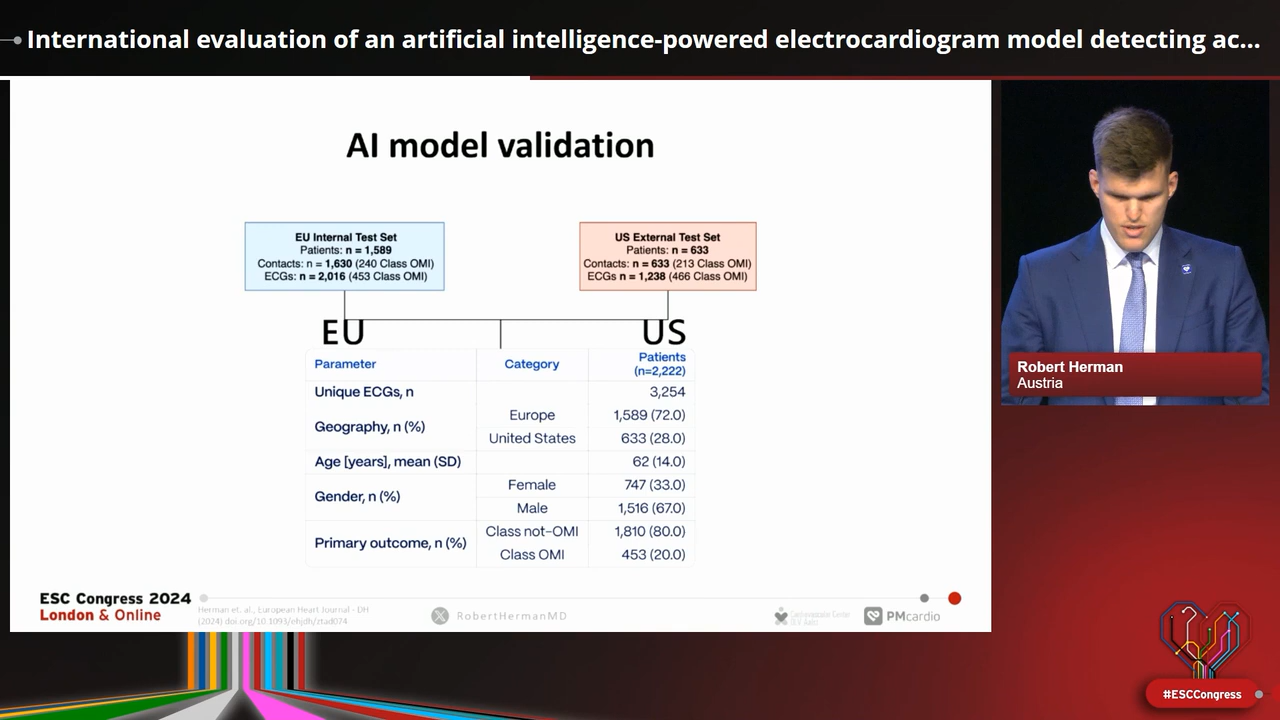 International evaluation of an artificial intelligence-powered electrocardiogram model detecting ac...
AI model validation
EU Internal Test Set
Patients: n = 1,589
Contacts: n = 1,630 (240 Class OMI)
ECGs: n = 2,016 (453 Class OMI)
US External Test Set
Patients: n = 633
Contacts: n = 633 (213 Class OMI)
ECGs n = 1,238 (466 Class OMI)
EU
US
Parameter Category Patients (n=2,222)
Unique ECGs, n 3,254
Geography, n (%) Europe 1,589 (72.0)
United States 633 (28.0)
Age [years], mean (SD) 62 (14.0)
Gender, n (%) Female 747 (33.0)
Male 1,516 (67.0)
Primary outcome, n (%) Class not-OMI 1,810 (80.0)
Class OMI 453 (20.0)
Robert Herman
Austria
ESC Congress 2024
London & Online
Herman et. al., European Heart Journal - DH
(2024) doi.org/10.1093/ehjdh/ztad074
RobertHermanMD
Cardiovascular Center
PMcardio
#ESCCongress